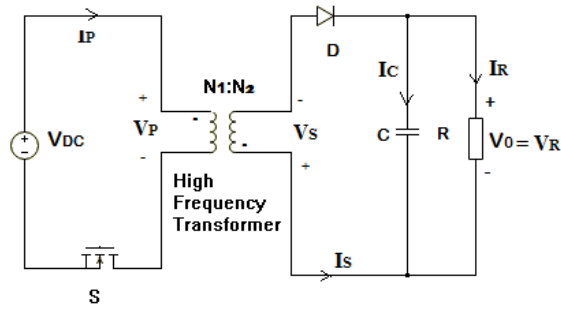 IP
N1:N2
D
IC
IR
+
+
-
+
VDC
VP
-
-
VS
C
R
V0 = VR
-
+
-
High
Frequency
Transformer
IS
S